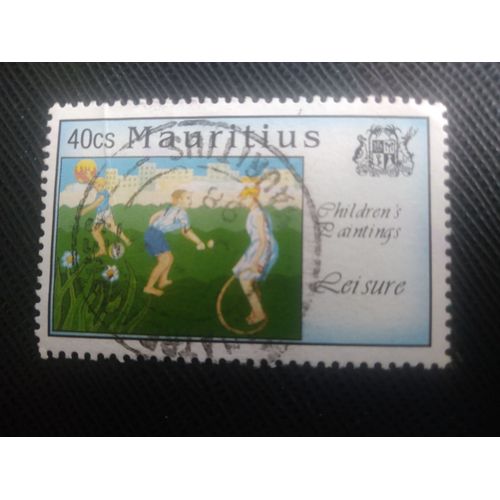 40cs Mauritius
Children's
Paintings
Leisure